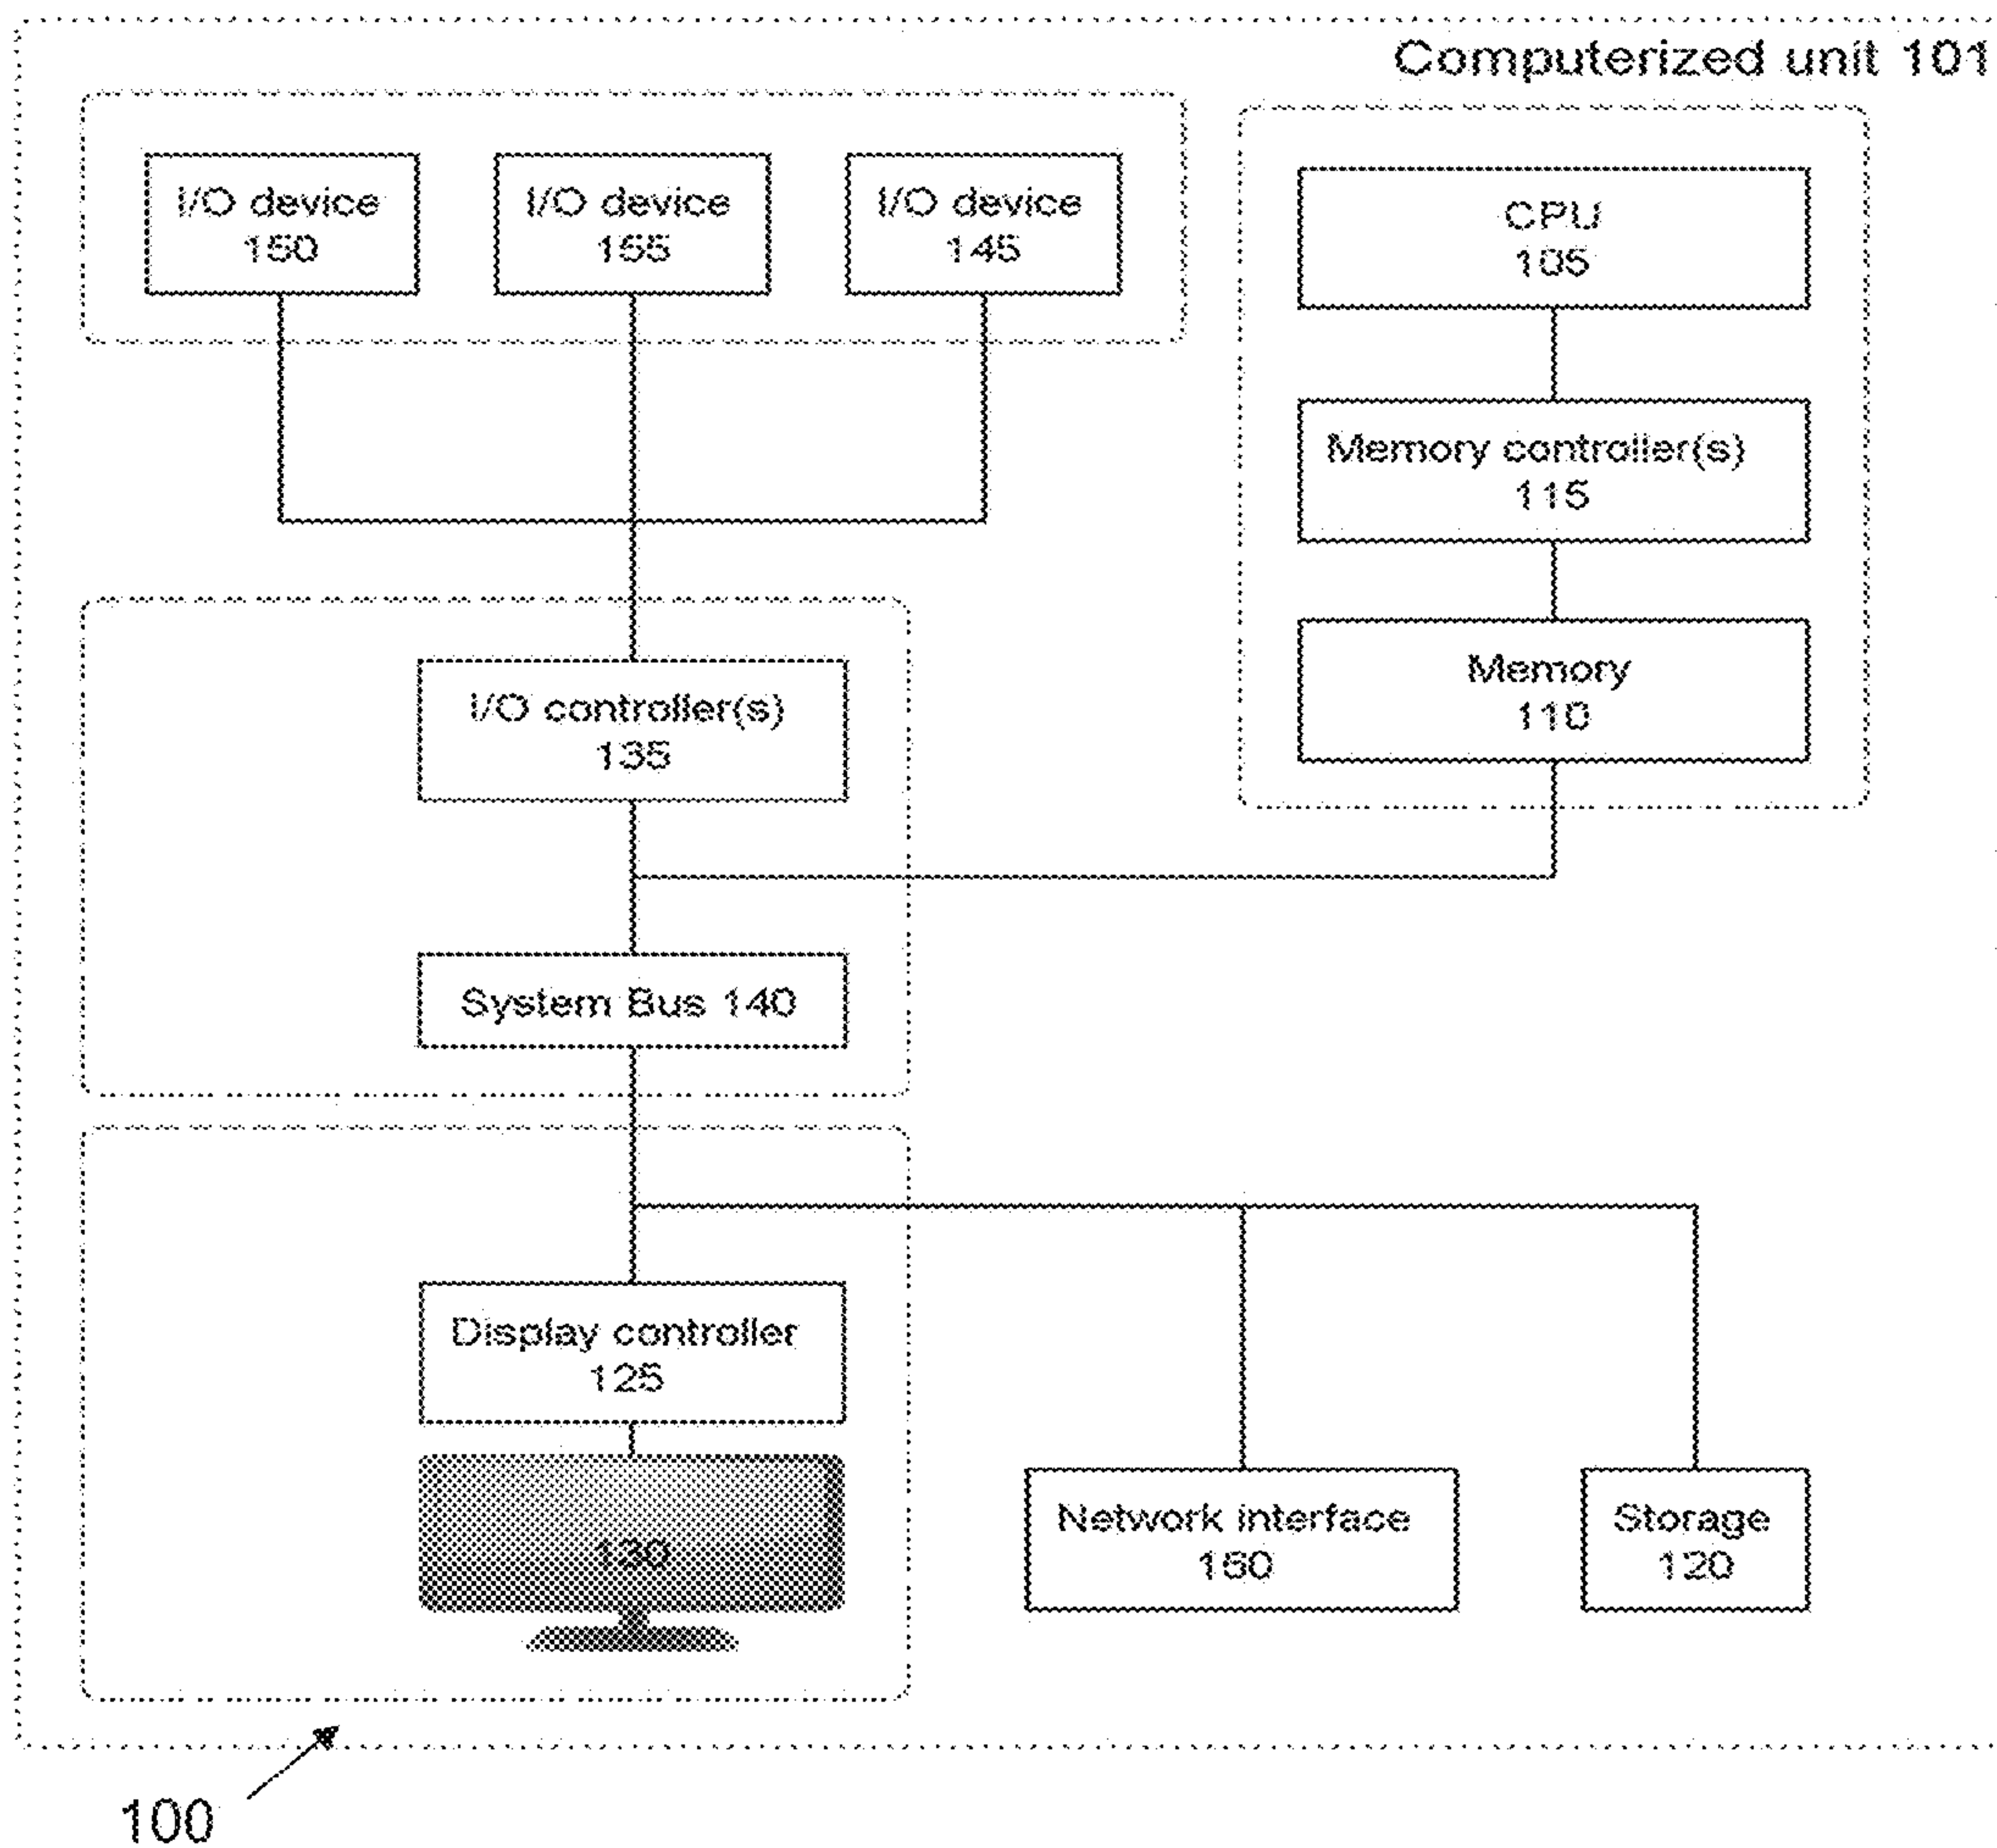 Computerized unit 101
I/O device
150
I/O device
155
I/O device
145
CPU
105
Memory controller(s)
115
Memory
110
I/O controller(s)
135
System Bus 140
Display controller
125
130
Network interface
160
Storage
120
100